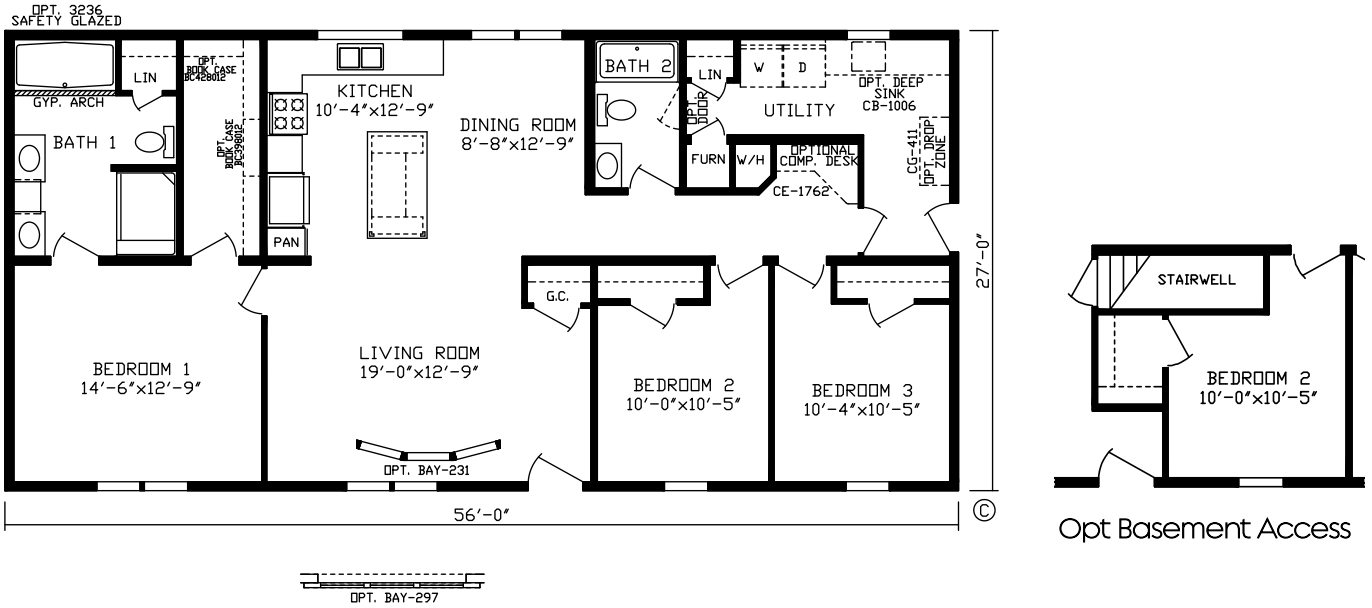 OPT. 3236
SAFETY GLAZED
LIN
GYP. ARCH
BATH 1
OPT.
BOOK CASE
BC428012
OPT.
BOOK CASE
BC398012
KITCHEN
10'-4"x12'-9"
PAN
DINING ROOM
8'-8"x12'-9"
BATH 2
LIN
OPT.
DOOR
FURN
W/H
W
D
UTILITY
OPT. DEEP
SINK
CB-1006
CG-411
OPT. DROP
ZONE
OPTIONAL
COMP. DESK
CE-1762
27'-0"
G.C.
BEDROOM 1
14'-6"x12'-9"
LIVING ROOM
19'-0"x12'-9"
OPT. BAY-231
BEDROOM 2
10'-0"x10'-5"
BEDROOM 3
10'-4"x10'-5"
56'-0"
©
OPT. BAY-297
STAIRWELL
BEDROOM 2
10'-0"x10'-5"
Opt Basement Access